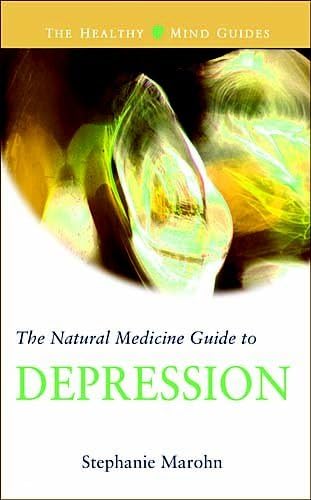 The Healthy Mind Guides
The Natural Medicine Guide to
DEPRESSION
Stephanie Marohn